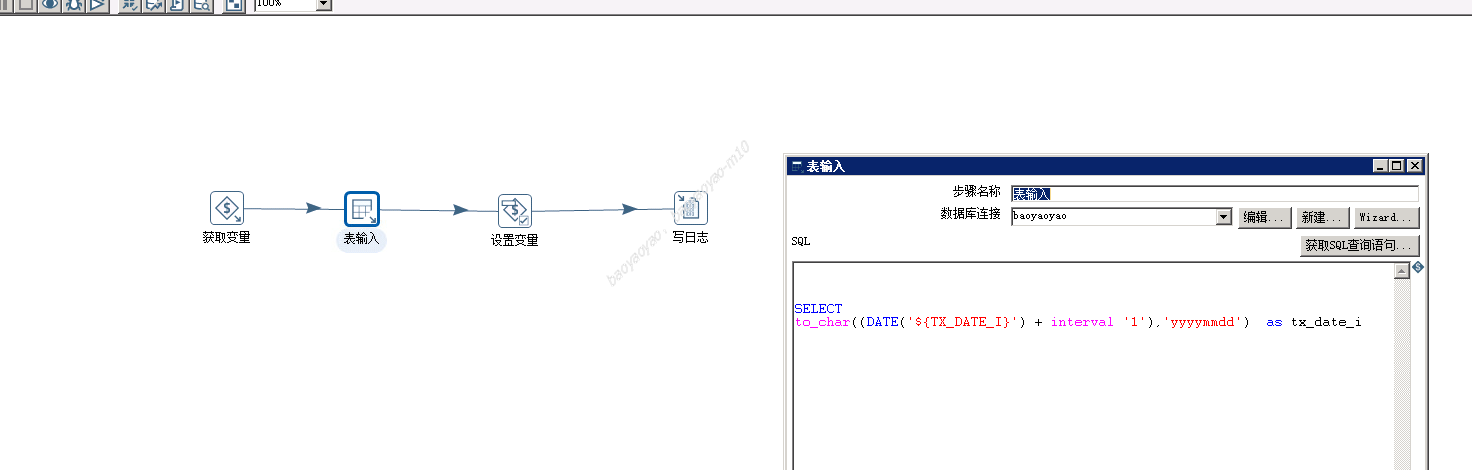 100%
表输入
步骤名称 表输入
数据库连接 baoyaoyao 编辑... 新建... Wizard...
SQL
获取SQL查询语句...
SELECT
to_char((DATE('${TX_DATE_I}') + interval '1'),'yyyymmdd')  as tx_date_i
获取变量
表输入
设置变量
写日志